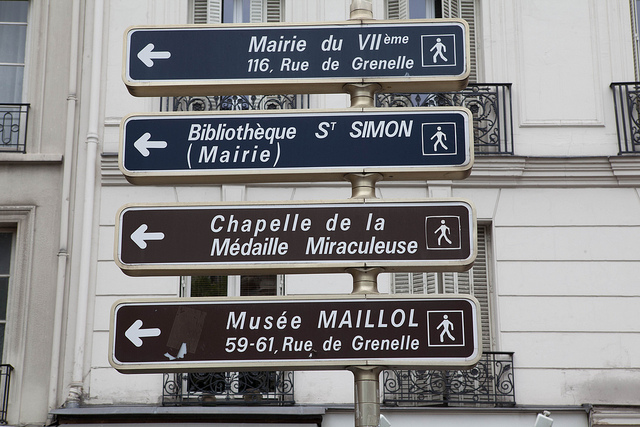 Mairie du VIIème
116, Rue de Grenelle
Bibliothèque ST SIMON
(Mairie)
Chapelle de la
Médaille Miraculeuse
Musée MAILLOL
59-61, Rue de Grenelle